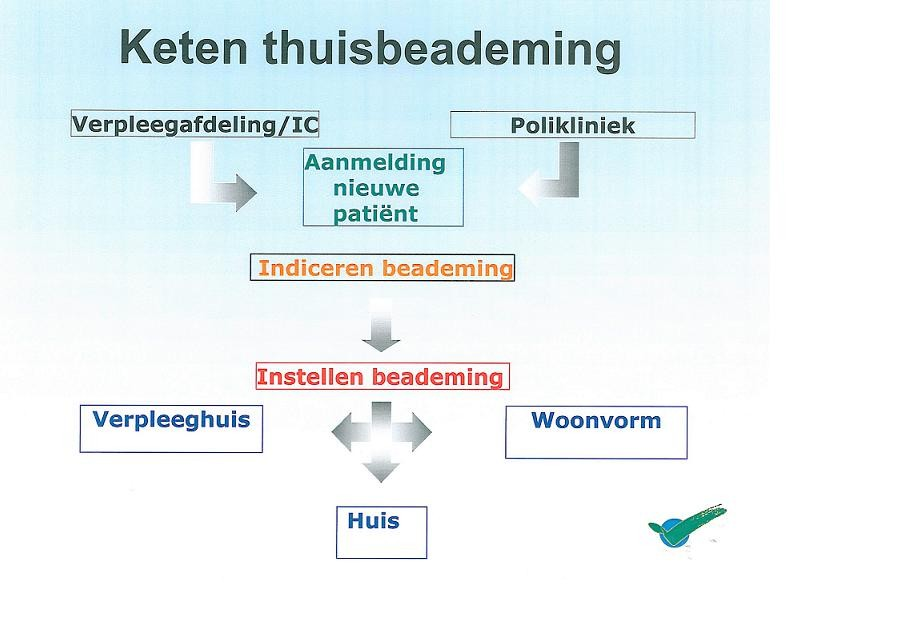 Keten thuisbeademing
Verpleegafdeling/IC
Polikliniek
Aanmelding
nieuwe
patiënt
Indiceren beademing
Instellen beademing
Verpleeghuis
Woonvorm
Huis